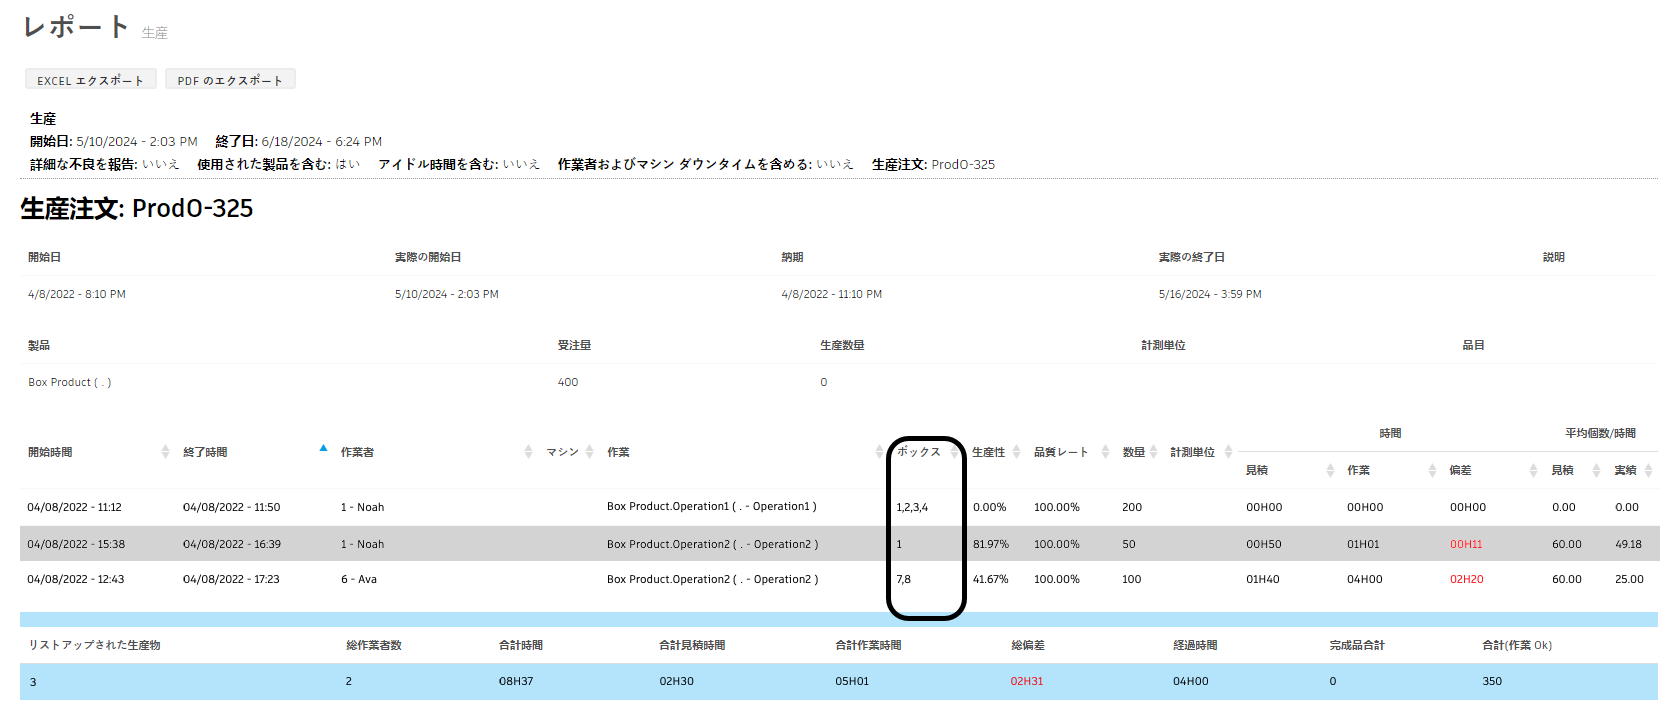 レポート 生産
EXCEL エクスポート PDF のエクスポート
生産
開始日: 5/10/2024 - 2:03 PM 終了日: 6/18/2024 - 6:24 PM
詳細な不良を報告: いいえ 使用された製品を含む: はい アイドル時間を含む: いいえ 作業者およびマシン ダウンタイムを含める: いいえ 生産注文: ProdO-325
生産注文: ProdO-325
開始日 実際の開始日 納期 実際の終了日 説明
4/8/2022 - 8:10 PM 5/10/2024 - 2:03 PM 4/8/2022 - 11:10 PM 5/16/2024 - 3:59 PM
製品 受注量 生産数量 計測単位 品目
Box Product ( . ) 400 0
時間 平均個数/時間
開始時間 終了時間 作業者 マシン 作業 ボックス 生産性 品質レート 数量 計測単位
見積 作業 偏差 見積 実績
04/08/2022 - 11:12 04/08/2022 - 11:50 1 - Noah Box Product.Operation1 ( . - Operation1 ) 1,2,3,4 0.00% 100.00% 200 00H00 00H00 00H00 0.00 0.00
04/08/2022 - 15:38 04/08/2022 - 16:39 1 - Noah Box Product.Operation2 ( . - Operation2 ) 1 81.97% 100.00% 50 00H50 01H01 00H11 60.00 49.18
04/08/2022 - 12:43 04/08/2022 - 17:23 6 - Ava Box Product.Operation2 ( . - Operation2 ) 7,8 41.67% 100.00% 100 01H40 04H00 02H20 60.00 25.00
リストアップされた生産物 総作業者数 合計時間 合計見積時間 合計作業時間 総偏差 経過時間 完成品合計 合計(作業 Ok)
3 2 08H37 02H30 05H01 02H31 04H00 0 350